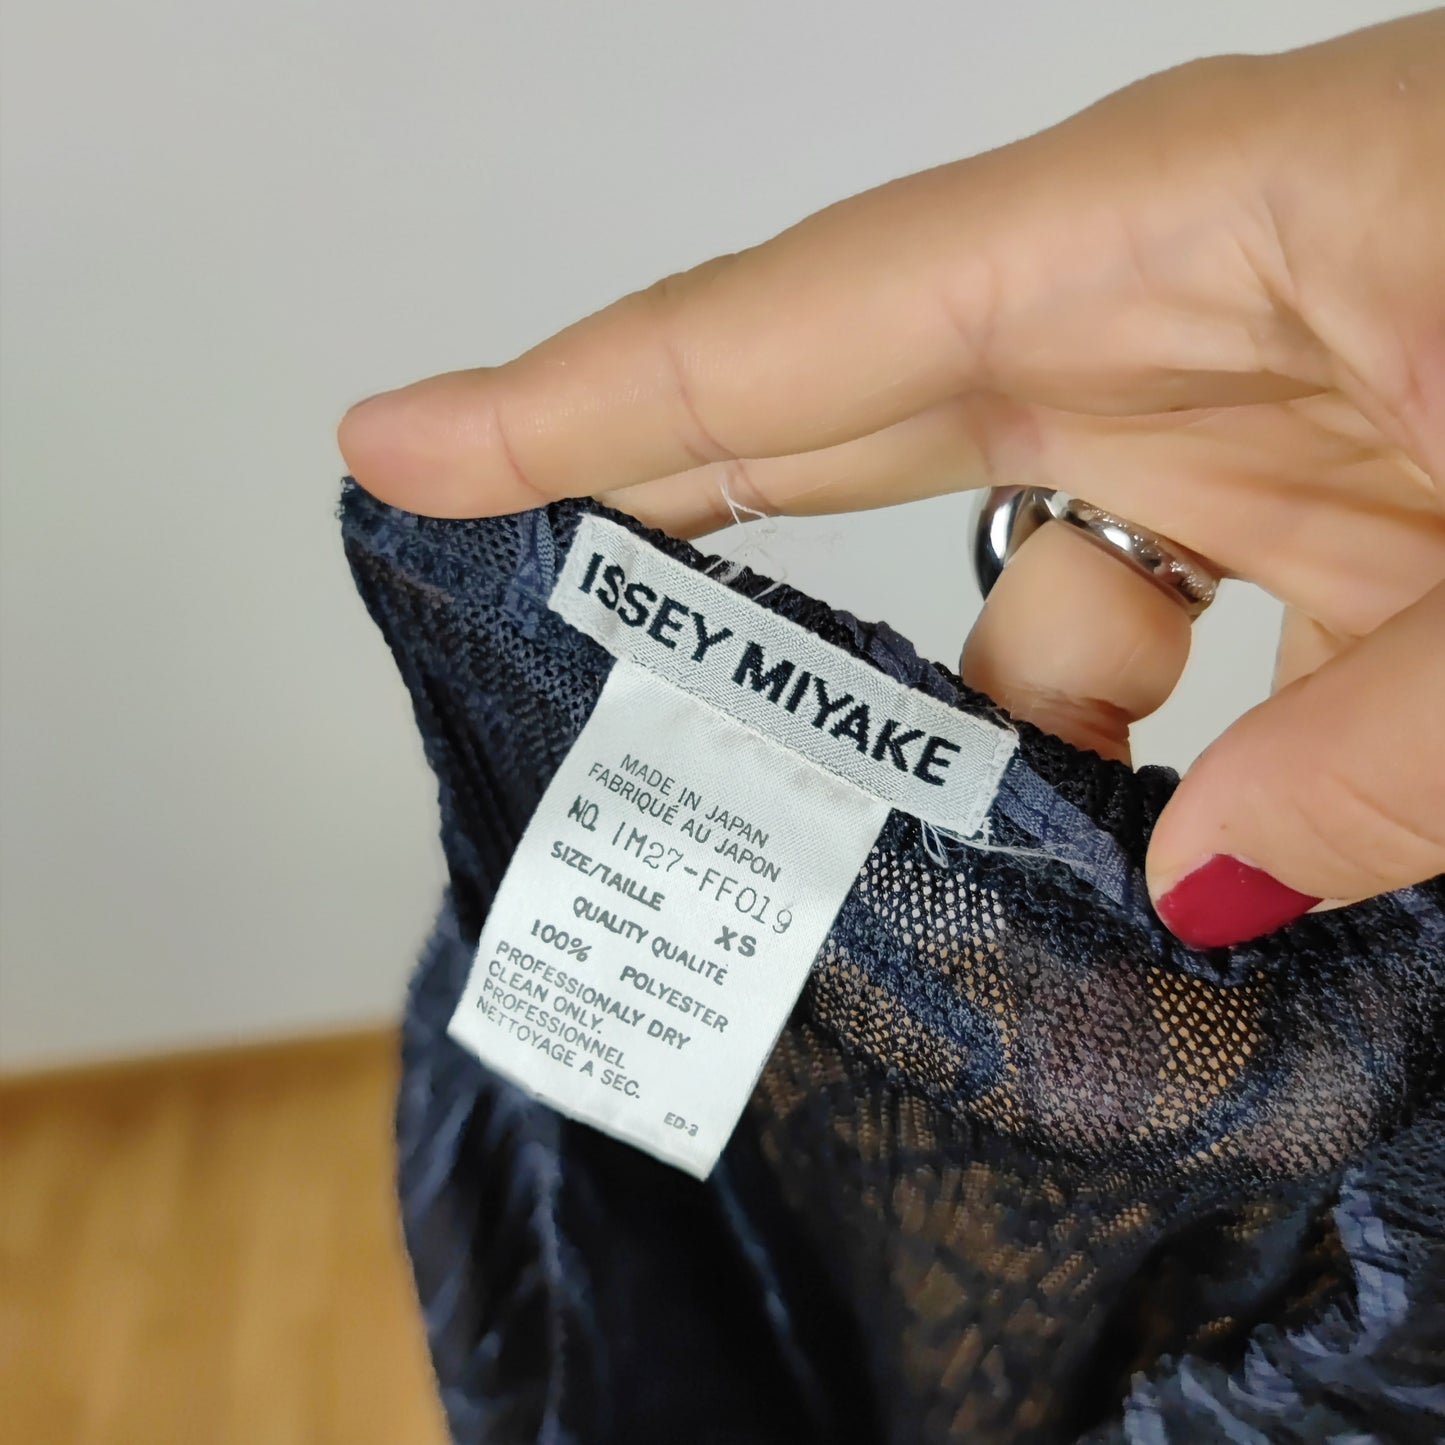 ISSEY MIYAKE
MADE IN JAPAN
FABRIQUÉ AU JAPON
NO. IM27-FF019
SIZE/TAILLE XS
QUALITY QUALITÉ
100% POLYESTER
PROFESSIONALY DRY
CLEAN ONLY.
PROFESSIONNEL
NETTOYAGE A SEC.
ED-3